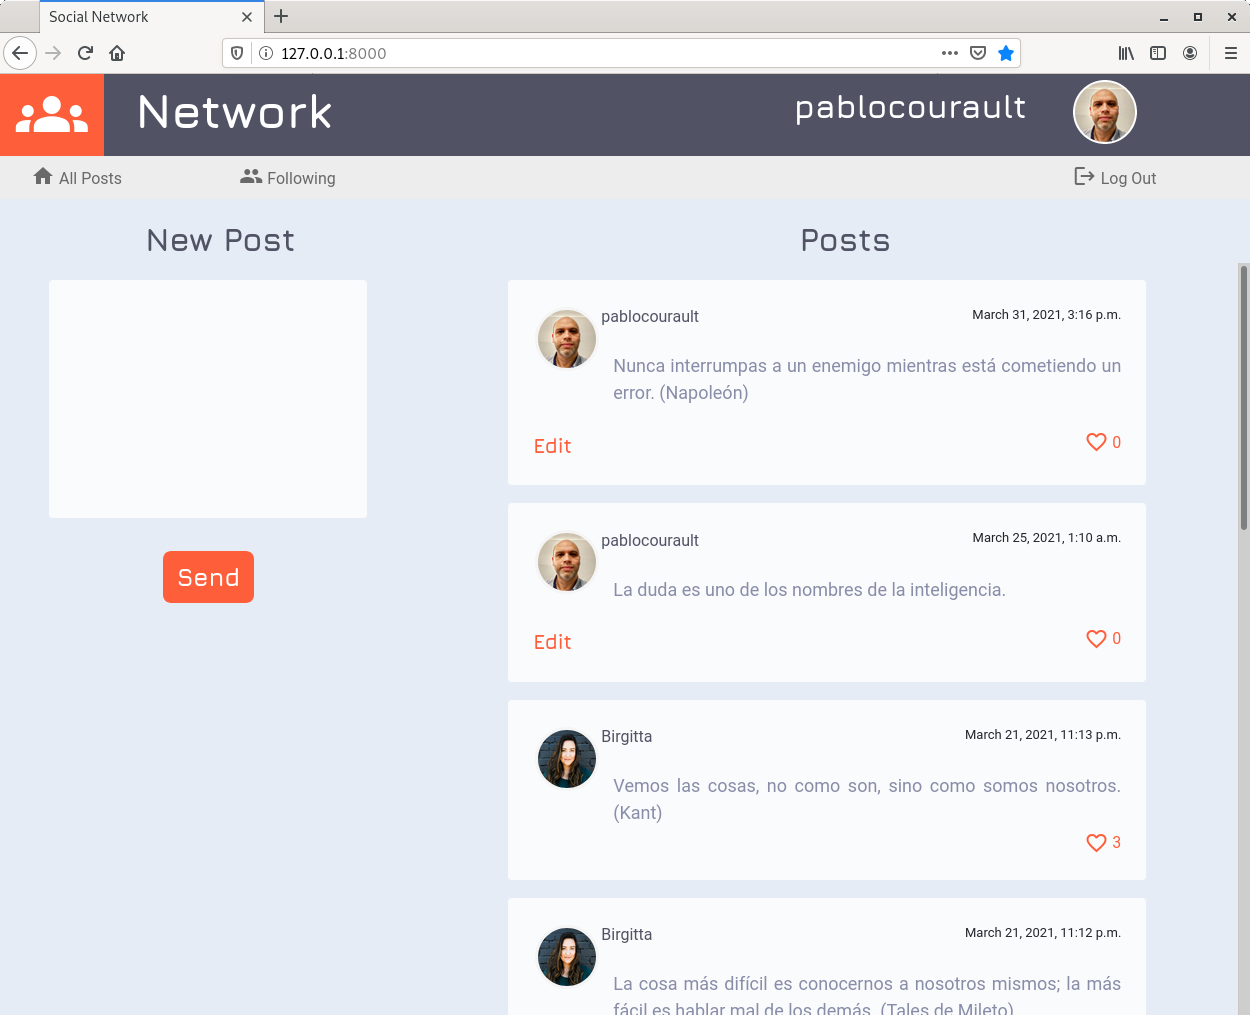 Social Network
127.0.0.1:8000
Network
pablocourault
All Posts
Following
Log Out
New Post
Posts
pablocourault
March 31, 2021, 3:16 p.m.
Nunca interrumpas a un enemigo mientras está cometiendo un
error. (Napoleón)
Edit
0
Send
pablocourault
March 25, 2021, 1:10 a.m.
La duda es uno de los nombres de la inteligencia.
Edit
0
Birgitta
March 21, 2021, 11:13 p.m.
Vemos las cosas, no como son, sino como somos nosotros.
(Kant)
3
Birgitta
March 21, 2021, 11:12 p.m.
La cosa más difícil es conocernos a nosotros mismos; la más
fácil es hablar mal de los demás. (Tales de Mileto)